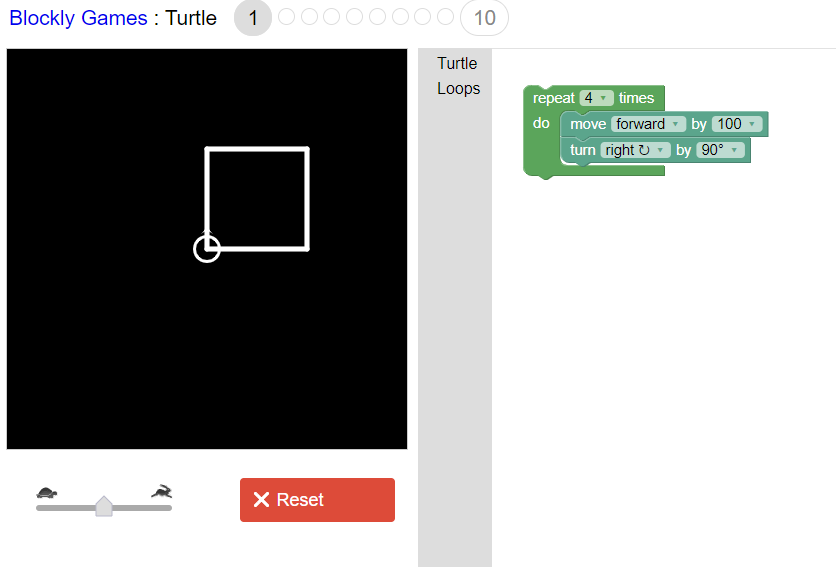 Blockly Games : Turtle 1 10
Turtle
Loops
repeat 4 times
do move forward by 100
turn right ↻ by 90°
Reset